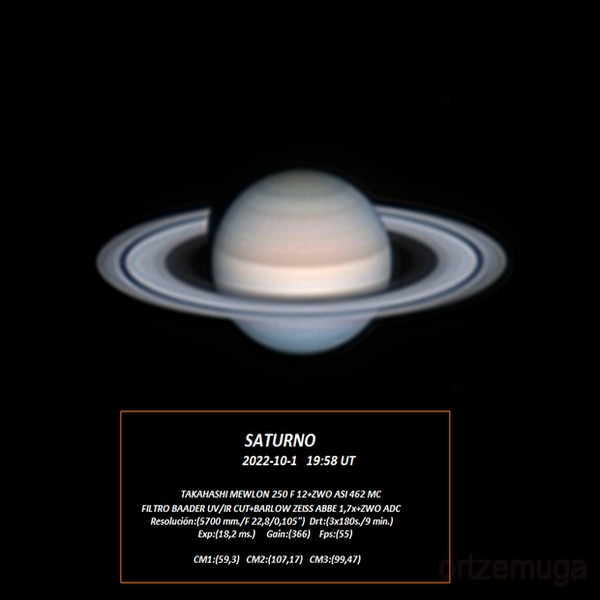 SATURNO
2022-10-1 19:58 UT
TAKAHASHI MEWLON 250 F 12+ZWO ASI 462 MC
FILTRO BAADER UV/IR CUT+BARLOW ZEISS ABBE 1,7x+ZWO ADC
Resolución:(5700 mm./F 22,8/0,105") Drt:(3x180s./9 min.)
Exp:(18,2 ms.) Gain:(366) Fps:(55)
CM1:(59,3) CM2:(107,17) CM3:(99,47)
ortzemuga